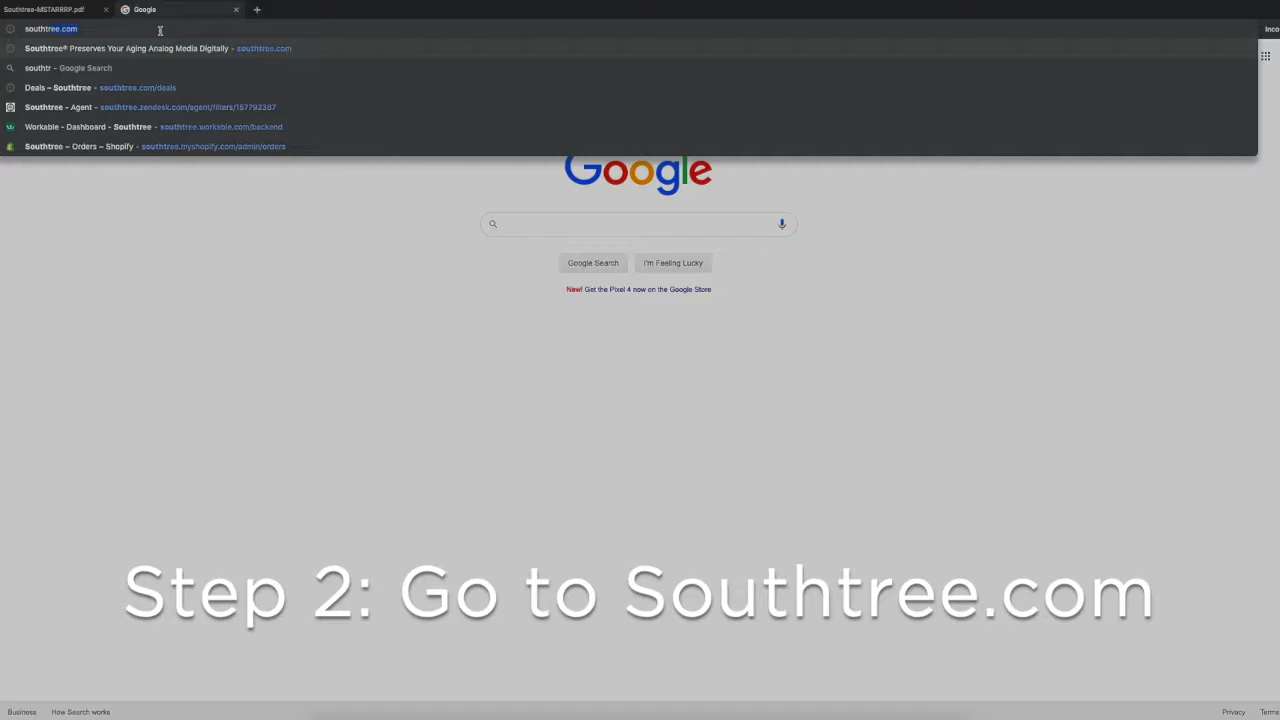 Southtree-MSTARRRP.pdf
Google
southtree.com
Inco
Southtree® Preserves Your Aging Analog Media Digitally - southtree.com
southtr - Google Search
Deals - Southtree - southtree.com/deals
Southtree - Agent - southtree.zendesk.com/agent/filters/157792387
Workable - Dashboard - Southtree - southtree.workable.com/backend
Southtree ~ Orders ~ Shopify - southtree.myshopify.com/admin/orders
Google
Google Search
I'm Feeling Lucky
New! Get the Pixel 4 now on the Google Store
Step 2: Go to Southtree.com
Business
How Search works
Privacy
Terms